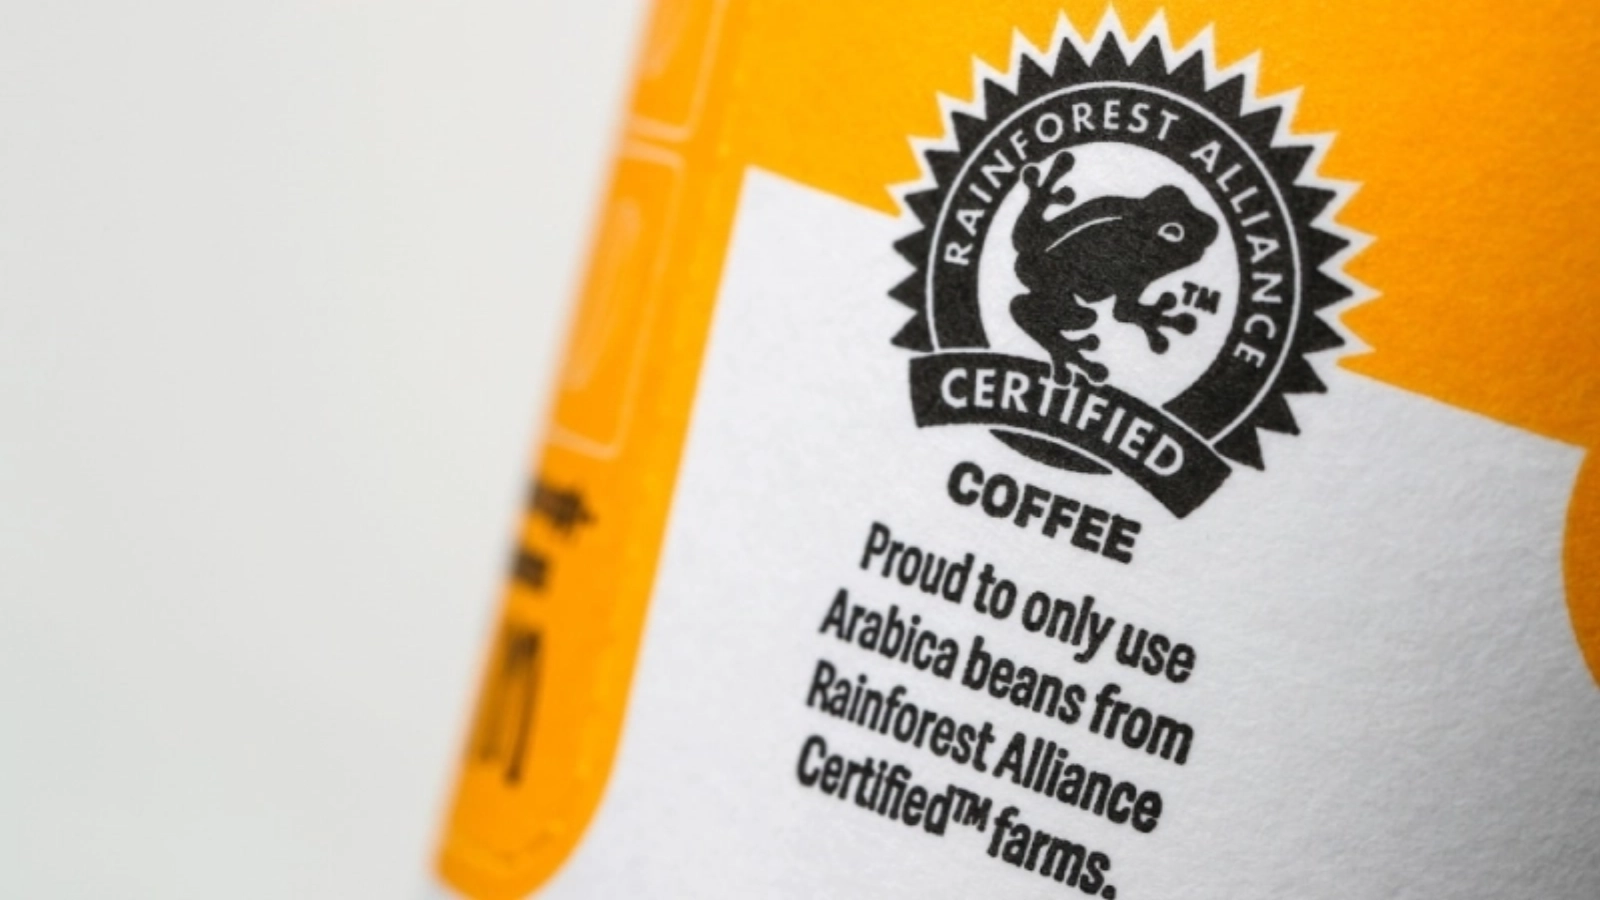 RAINFOREST ALLIANCE
TM
CERTIFIED
COFFEE
Proud to only use
Arabica beans from
Rainforest Alliance
Certified™ farms.